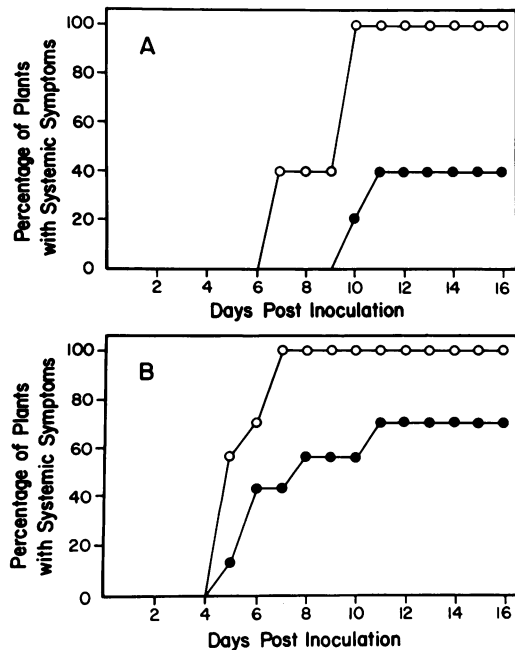 A
Percentage of Plants
with Systemic Symptoms
100
80
60
40
20
0
2 4 6 8 10 12 14 16
Days Post Inoculation
B
Percentage of Plants
with Systemic Symptoms
100
80
60
40
20
0
2 4 6 8 10 12 14 16
Days Post Inoculation